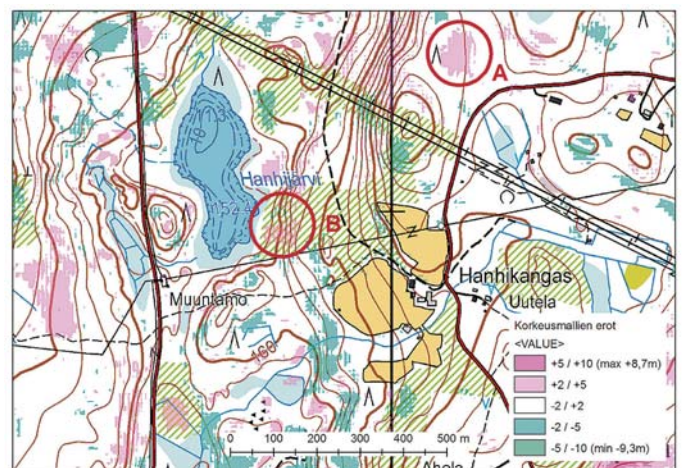 A
Hanhijärvi
B
Hanhikangas
Muuntamo
Uutela
160
Korkeusmallien erot
<VALUE>
+5 / +10 (max +8,7m)
+2 / +5
-2 / +2
-2 / -5
-5 / -10 (min -9,3m)
0 100 200 300 400 500 m
Ahola